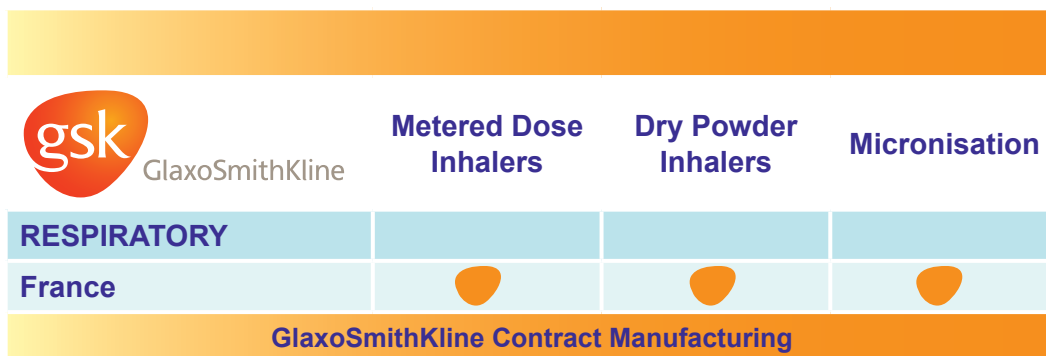 gsk
GlaxoSmithKline
Metered Dose
Inhalers
Dry Powder
Inhalers
Micronisation
RESPIRATORY
France
GlaxoSmithKline Contract Manufacturing